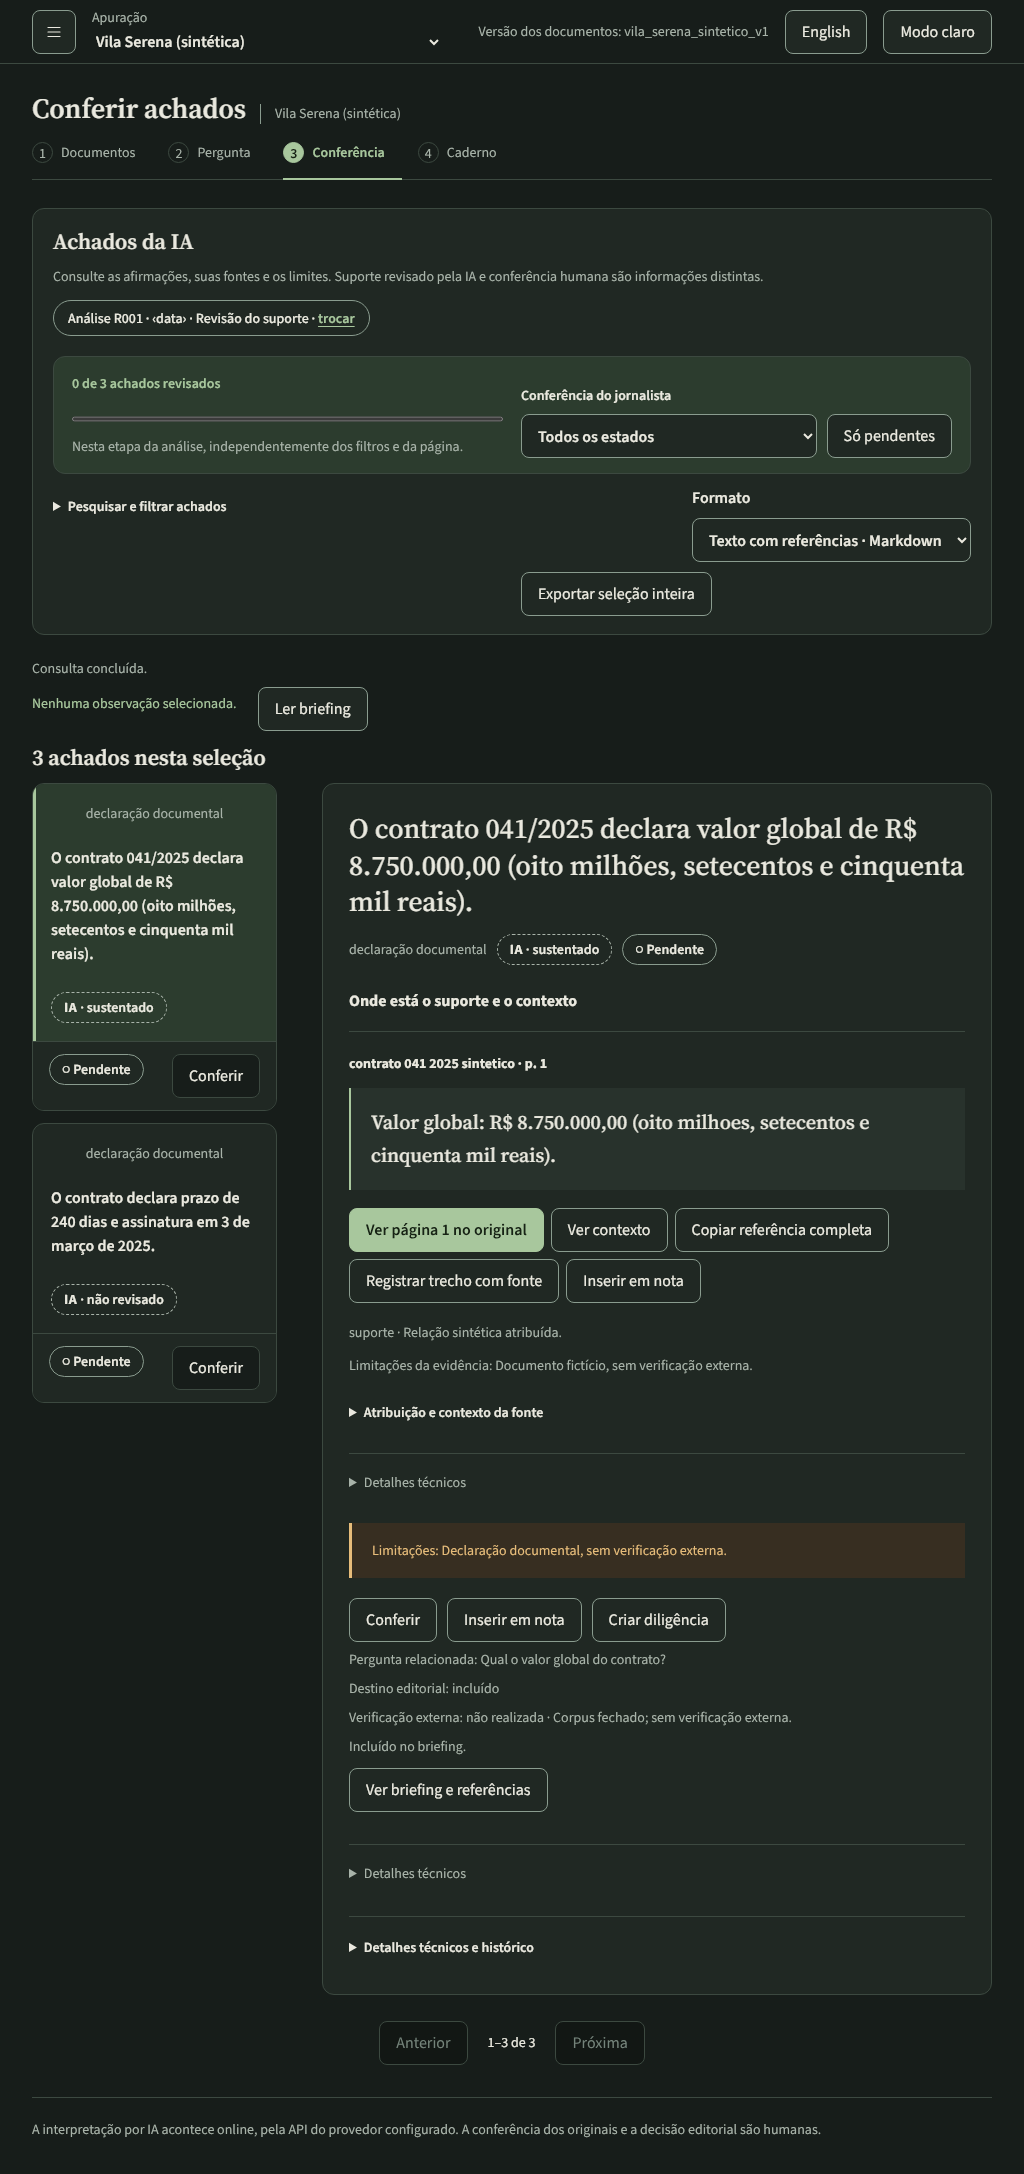 Apuração
Vila Serena (sintética)
Versão dos documentos: vila_serena_sintetico_v1
English
Modo claro
Conferir achados
Vila Serena (sintética)
1 Documentos
2 Pergunta
3 Conferência
4 Caderno
Achados da IA
Consulte as afirmações, suas fontes e os limites. Suporte revisado pela IA e conferência humana são informações distintas.
Análise R001 · ‹data› · Revisão do suporte · trocar
0 de 3 achados revisados
Nesta etapa da análise, independentemente dos filtros e da página.
Conferência do jornalista
Todos os estados
Só pendentes
Pesquisar e filtrar achados
Formato
Texto com referências · Markdown
Exportar seleção inteira
Consulta concluída.
Nenhuma observação selecionada.
Ler briefing
3 achados nesta seleção
declaração documental
O contrato 041/2025 declara
valor global de R$
8.750.000,00 (oito milhões,
setecentos e cinquenta mil
reais).
IA · sustentado
Pendente
Conferir
declaração documental
O contrato declara prazo de
240 dias e assinatura em 3 de
março de 2025.
IA · não revisado
Pendente
Conferir
O contrato 041/2025 declara valor global de R$
8.750.000,00 (oito milhões, setecentos e cinquenta
mil reais).
declaração documental
IA · sustentado
Pendente
Onde está o suporte e o contexto
contrato 041 2025 sintetico · p. 1
Valor global: R$ 8.750.000,00 (oito milhoes, setecentos e
cinquenta mil reais).
Ver página 1 no original
Ver contexto
Copiar referência completa
Registrar trecho com fonte
Inserir em nota
suporte · Relação sintética atribuída.
Limitações da evidência: Documento fictício, sem verificação externa.
Atribuição e contexto da fonte
Detalhes técnicos
Limitações: Declaração documental, sem verificação externa.
Conferir
Inserir em nota
Criar diligência
Pergunta relacionada: Qual o valor global do contrato?
Destino editorial: incluído
Verificação externa: não realizada · Corpus fechado; sem verificação externa.
Incluído no briefing.
Ver briefing e referências
Detalhes técnicos
Detalhes técnicos e histórico
Anterior
1–3 de 3
Próxima
A interpretação por IA acontece online, pela API do provedor configurado. A conferência dos originais e a decisão editorial são humanas.